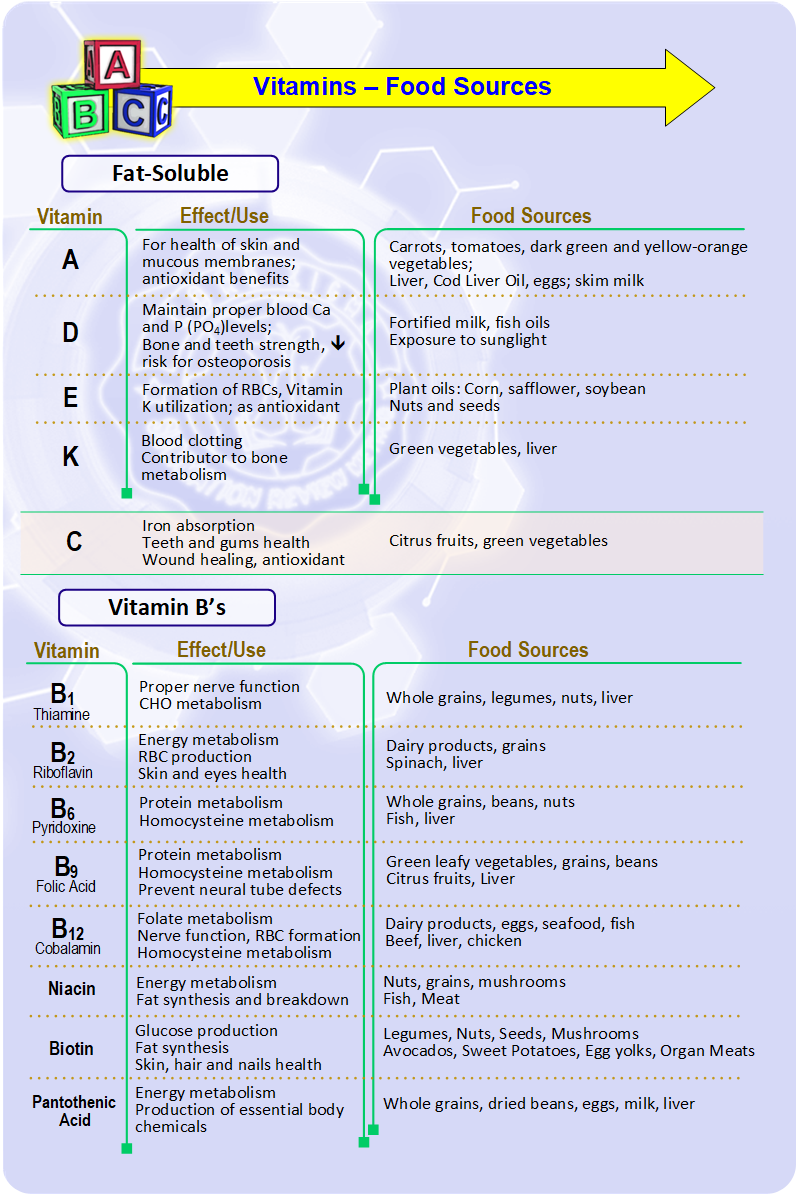 A
B
C
C
Vitamins – Food Sources
Fat-Soluble
Vitamin Effect/Use Food Sources
A
For health of skin and
mucous membranes;
antioxidant benefits
Carrots, tomatoes, dark green and yellow-orange
vegetables;
Liver, Cod Liver Oil, eggs; skim milk
D
Maintain proper blood Ca
and P (PO4)levels;
Bone and teeth strength, 🡻
risk for osteoporosis
Fortified milk, fish oils
Exposure to sunlight
E
Formation of RBCs, Vitamin
K utilization; as antioxidant
Plant oils: Corn, safflower, soybean
Nuts and seeds
K
Blood clotting
Contributor to bone
metabolism
Green vegetables, liver
C
Iron absorption
Teeth and gums health
Wound healing, antioxidant
Citrus fruits, green vegetables
Vitamin B’s
Vitamin Effect/Use Food Sources
B1
Thiamine
Proper nerve function
CHO metabolism
Whole grains, legumes, nuts, liver
B2
Riboflavin
Energy metabolism
RBC production
Skin and eyes health
Dairy products, grains
Spinach, liver
B6
Pyridoxine
Protein metabolism
Homocysteine metabolism
Whole grains, beans, nuts
Fish, liver
B9
Folic Acid
Protein metabolism
Homocysteine metabolism
Prevent neural tube defects
Green leafy vegetables, grains, beans
Citrus fruits, Liver
B12
Cobalamin
Folate metabolism
Nerve function, RBC formation
Homocysteine metabolism
Dairy products, eggs, seafood, fish
Beef, liver, chicken
Niacin
Energy metabolism
Fat synthesis and breakdown
Nuts, grains, mushrooms
Fish, Meat
Biotin
Glucose production
Fat synthesis
Skin, hair and nails health
Legumes, Nuts, Seeds, Mushrooms
Avocados, Sweet Potatoes, Egg yolks, Organ Meats
Pantothenic
Acid
Energy metabolism
Production of essential body
chemicals
Whole grains, dried beans, eggs, milk, liver